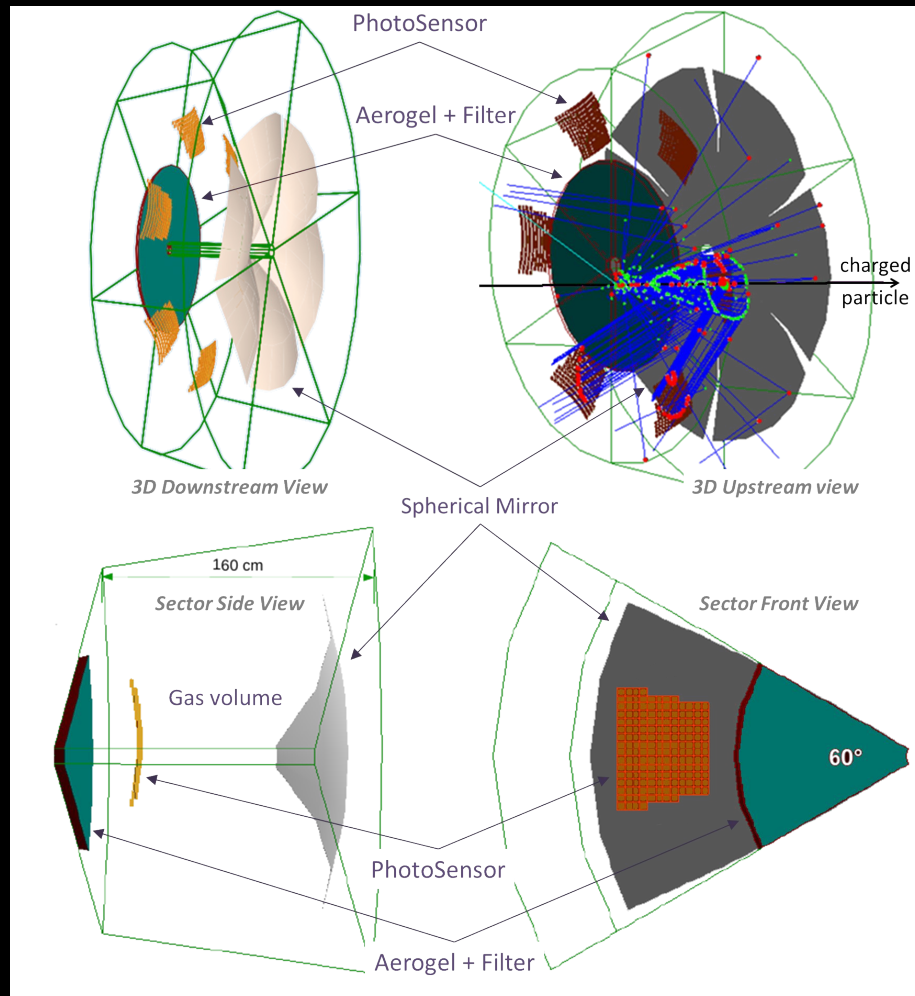 PhotoSensor
Aerogel + Filter
charged
particle
3D Downstream View
3D Upstream view
Spherical Mirror
160 cm
Sector Side View
Sector Front View
Gas volume
60°
PhotoSensor
Aerogel + Filter